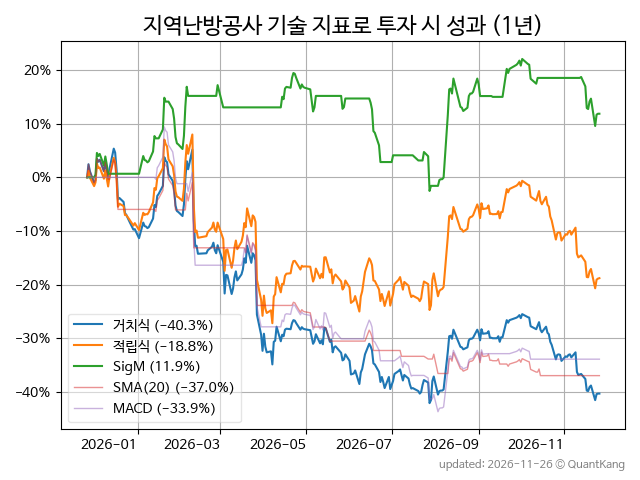 지역난방공사 기술 지표로 투자 시 성과 (1년)
20%
10%
0%
−10%
−20%
−30%
−40%
거치식 (−40.3%)
적립식 (−18.8%)
SigM (11.9%)
SMA(20) (−37.0%)
MACD (−33.9%)
2026−01
2026−03
2026−05
2026−07
2026−09
2026−11
updated: 2026−11−26 ⓒ QuantKang